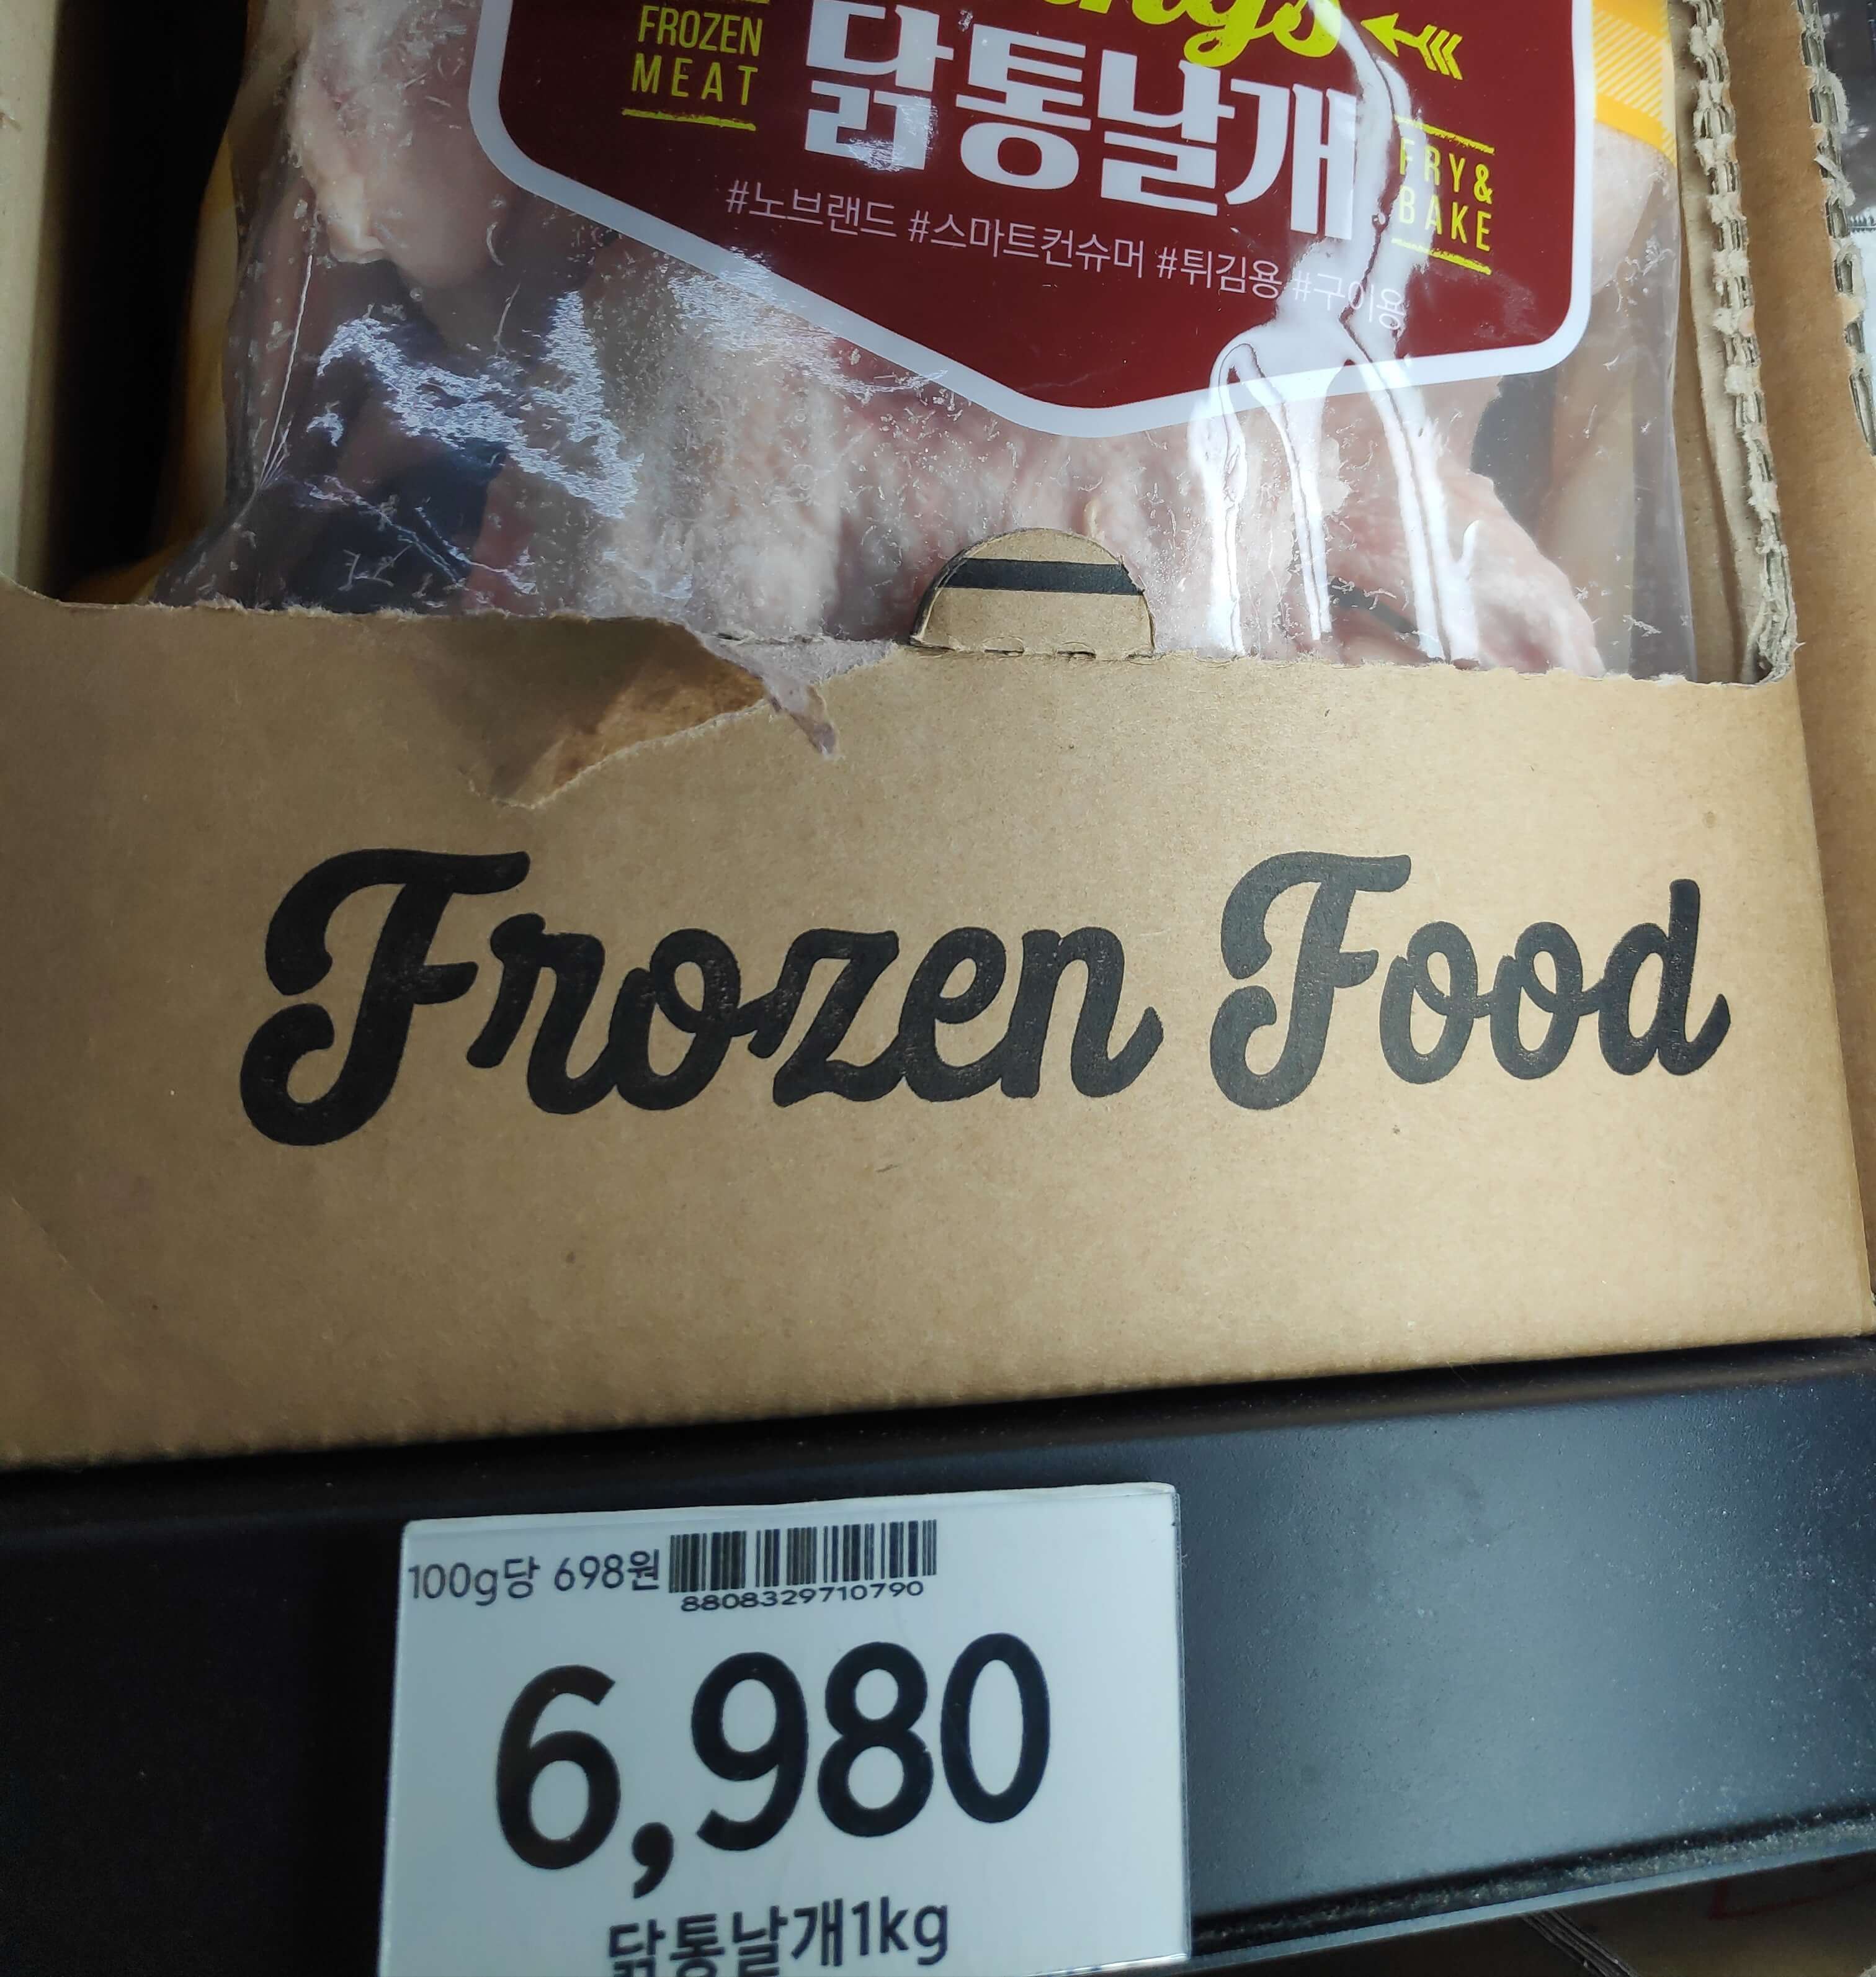 FROZEN
MEAT
닭통날개
FRY&
BAKE
#노브랜드 #스마트컨슈머 #튀김용 #구이용
Frozen Food
100g당 698원
8808329710790
6,980
닭통날개1kg